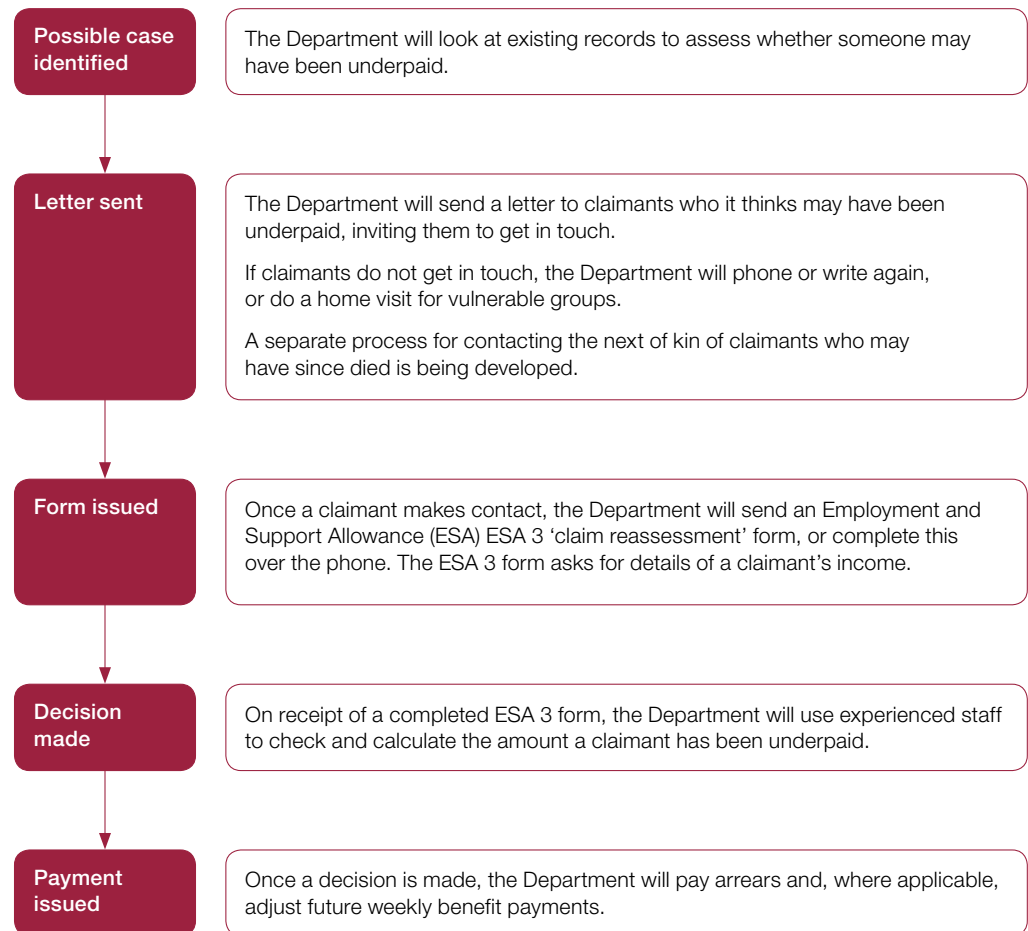 Possible case
identified
The Department will look at existing records to assess whether someone may
have been underpaid.
Letter sent
The Department will send a letter to claimants who it thinks may have been
underpaid, inviting them to get in touch.
If claimants do not get in touch, the Department will phone or write again,
or do a home visit for vulnerable groups.
A separate process for contacting the next of kin of claimants who may
have since died is being developed.
Form issued
Once a claimant makes contact, the Department will send an Employment and
Support Allowance (ESA) ESA 3 ‘claim reassessment’ form, or complete this
over the phone. The ESA 3 form asks for details of a claimant’s income.
Decision
made
On receipt of a completed ESA 3 form, the Department will use experienced staff
to check and calculate the amount a claimant has been underpaid.
Payment
issued
Once a decision is made, the Department will pay arrears and, where applicable,
adjust future weekly benefit payments.